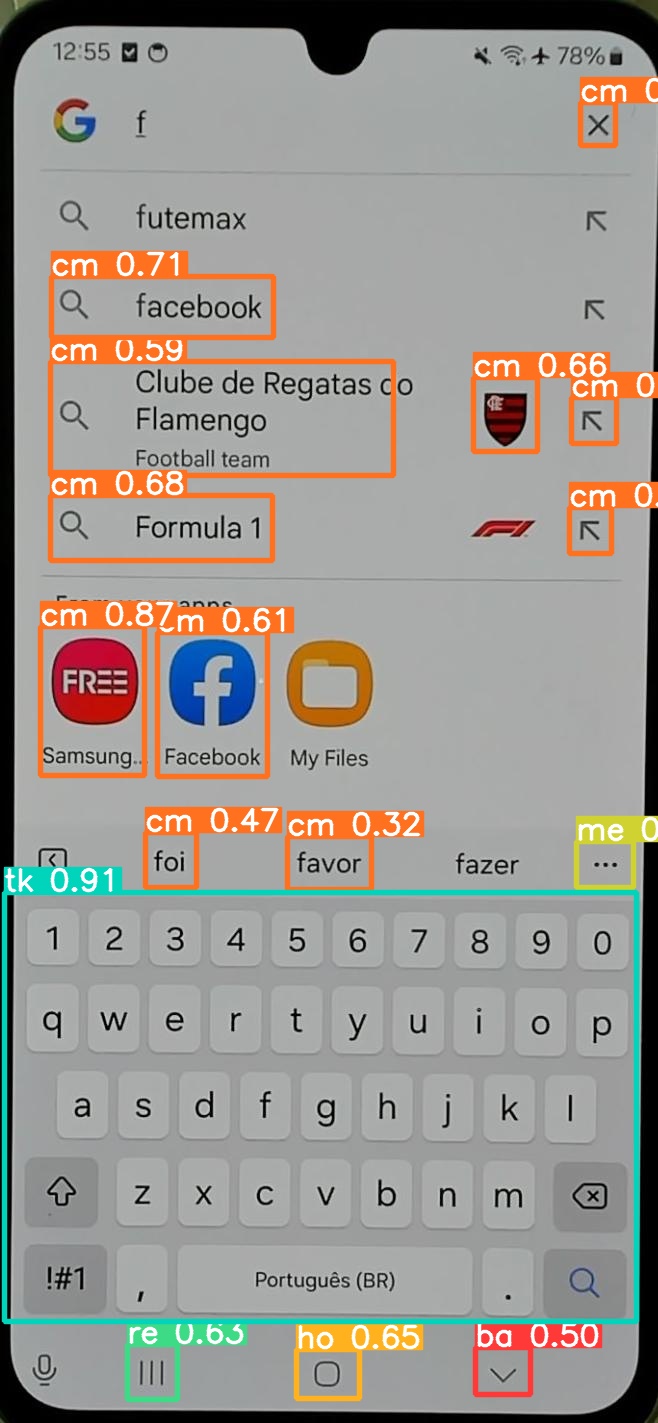 12:55 78%
cm 0
f
futemax
cm 0.71
facebook
cm 0.59
Clube de Regatas do
Flamengo
Football team
cm 0.66
cm 0
cm 0.68
Formula 1
cm 0.
From your apps
cm 0.87
cm 0.61
FREE
Samsung...
Facebook
My Files
cm 0.47
cm 0.32
me 0
foi favor fazer ...
tk 0.91
1 2 3 4 5 6 7 8 9 0
q w e r t y u i o p
a s d f g h j k l
z x c v b n m
!#1 , Português (BR) .
re 0.63
ho 0.65
ba 0.50